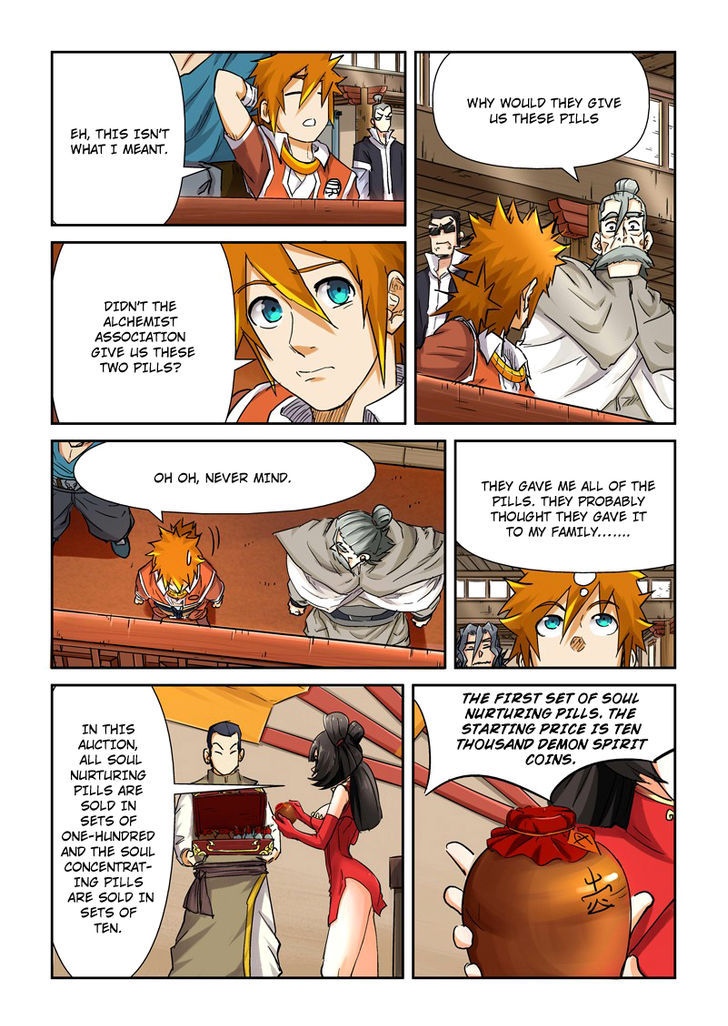 EH, THIS ISN'T
WHAT I MEANT.
WHY WOULD THEY GIVE
US THESE PILLS
DIDN'T THE
ALCHEMIST
ASSOCIATION
GIVE US THESE
TWO PILLS?
OH OH, NEVER MIND.
THEY GAVE ME ALL OF THE
PILLS. THEY PROBABLY
THOUGHT THEY GAVE IT
TO MY FAMILY.......
IN THIS
AUCTION,
ALL SOUL
NURTURING
PILLS ARE
SOLD IN
SETS OF
ONE-HUNDRED
AND THE SOUL
CONCENTRAT-
ING PILLS
ARE SOLD IN
SETS OF
TEN.
THE FIRST SET OF SOUL
NURTURING PILLS. THE
STARTING PRICE IS TEN
THOUSAND DEMON SPIRIT
COINS.